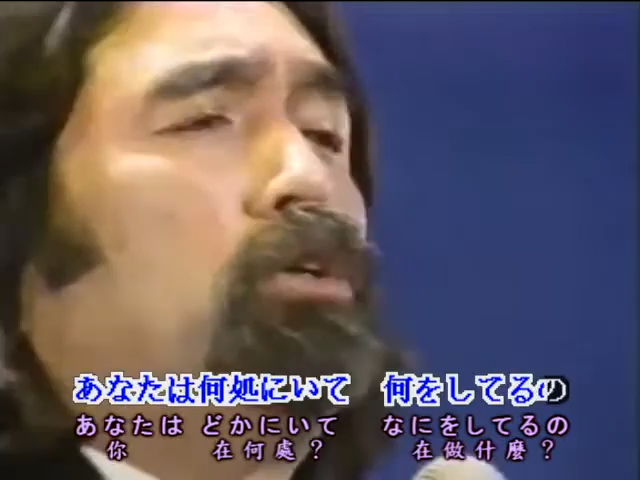 あなたは何処にいて 何をしてるの
あなたは どかにいて なにをしてるの
你 在何處? 在做什麼?